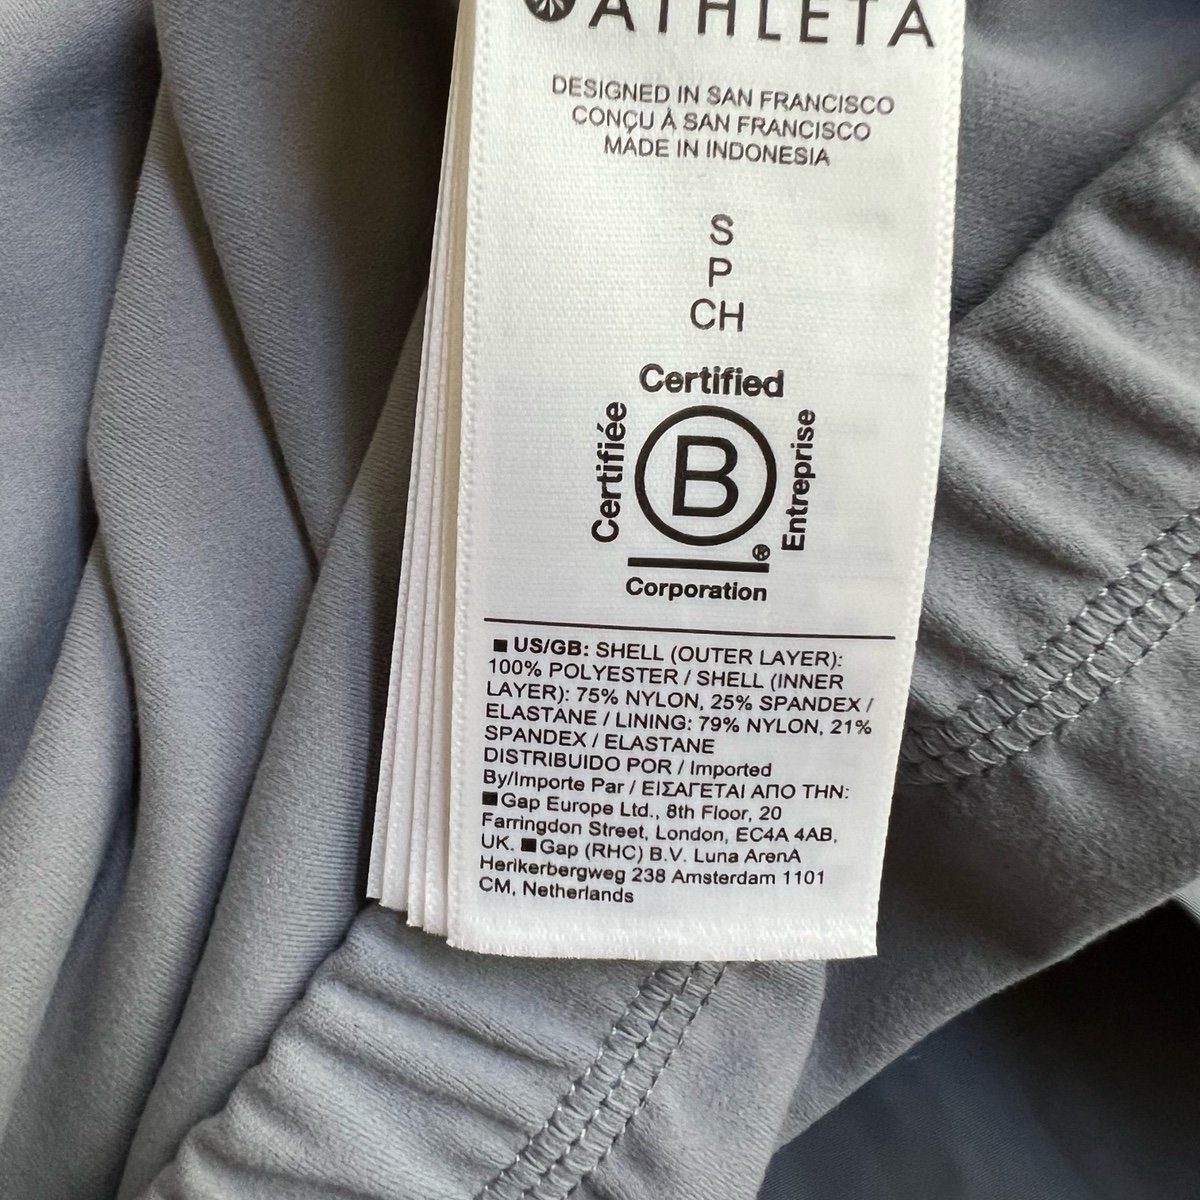 ATHLETA
DESIGNED IN SAN FRANCISCO
CONÇU À SAN FRANCISCO
MADE IN INDONESIA
S
P
CH
Certified
Certifiée
B
Entreprise
®
Corporation
US/GB: SHELL (OUTER LAYER):
100% POLYESTER / SHELL (INNER
LAYER): 75% NYLON, 25% SPANDEX /
ELASTANE / LINING: 79% NYLON, 21%
SPANDEX / ELASTANE
DISTRIBUIDO POR / Imported
By/Importe Par / ΕΙΣΑΓΕΤΑΙ ΑΠΟ ΤΗΝ:
Gap Europe Ltd., 8th Floor, 20
Farringdon Street, London, EC4A 4AB,
UK. Gap (RHC) B.V. Luna ArenA
Herikerbergweg 238 Amsterdam 1101
CM, Netherlands